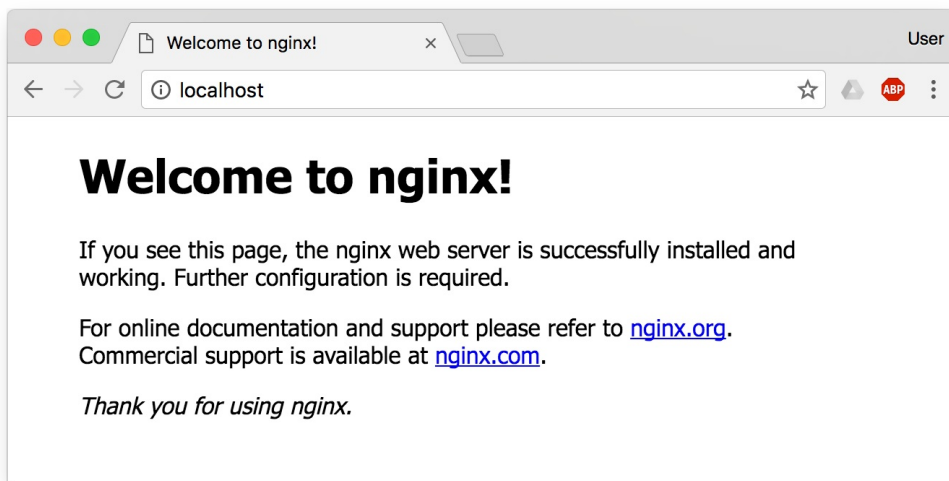 Welcome to nginx!
User
localhost
ABP
Welcome to nginx!
If you see this page, the nginx web server is successfully installed and
working. Further configuration is required.
For online documentation and support please refer to nginx.org.
Commercial support is available at nginx.com.
Thank you for using nginx.